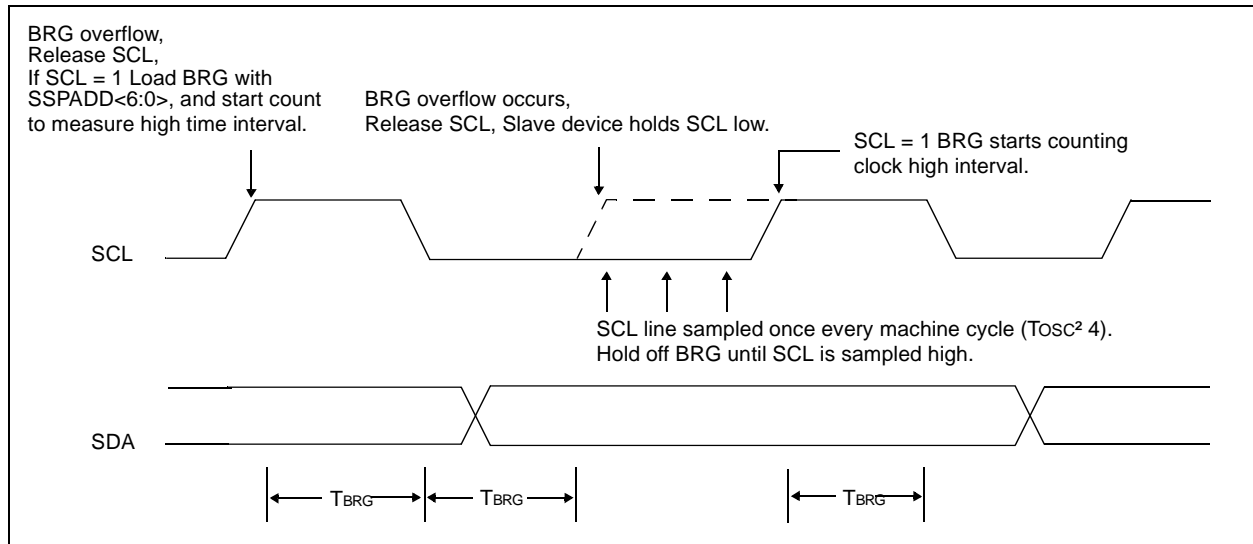 BRG overflow,
Release SCL,
If SCL = 1 Load BRG with
SSPADD<6:0>, and start count
to measure high time interval.
BRG overflow occurs,
Release SCL, Slave device holds SCL low.
SCL = 1 BRG starts counting
clock high interval.
SCL
SCL line sampled once every machine cycle (TOSC² 4).
Hold off BRG until SCL is sampled high.
SDA
TBRG
TBRG
TBRG